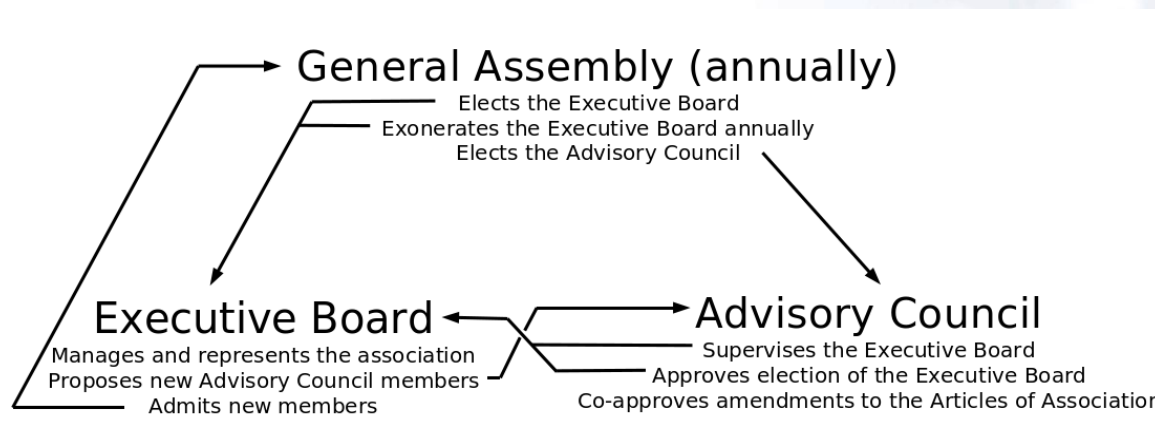 General Assembly (annually)
Elects the Executive Board
Exonerates the Executive Board annually
Elects the Advisory Council
Executive Board
Manages and represents the association
Proposes new Advisory Council members
Admits new members
Advisory Council
Supervises the Executive Board
Approves election of the Executive Board
Co-approves amendments to the Articles of Association